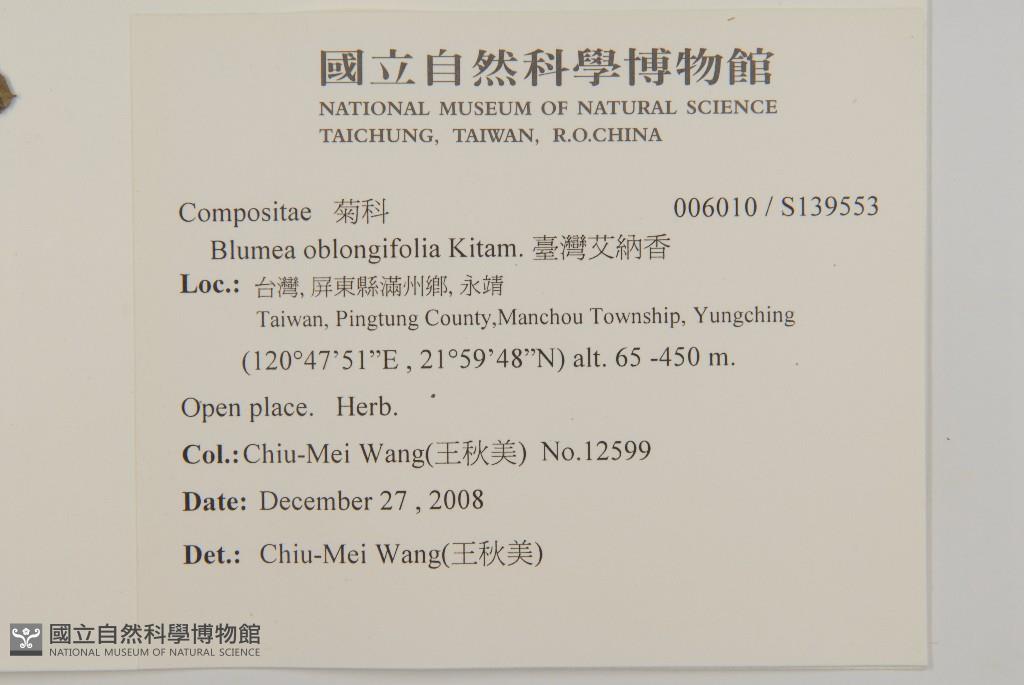 國立自然科學博物館
NATIONAL MUSEUM OF NATURAL SCIENCE
TAICHUNG, TAIWAN, R.O.CHINA
Compositae 菊科 006010 / S139553
Blumea oblongifolia Kitam. 臺灣艾納香
Loc.: 台灣, 屏東縣滿州鄉, 永靖
Taiwan, Pingtung County,Manchou Township, Yungching
(120°47’51”E , 21°59’48”N) alt. 65 -450 m.
Open place. Herb.
Col.:Chiu-Mei Wang(王秋美) No.12599
Date: December 27 , 2008
Det.: Chiu-Mei Wang(王秋美)
國立自然科學博物館
NATIONAL MUSEUM OF NATURAL SCIENCE